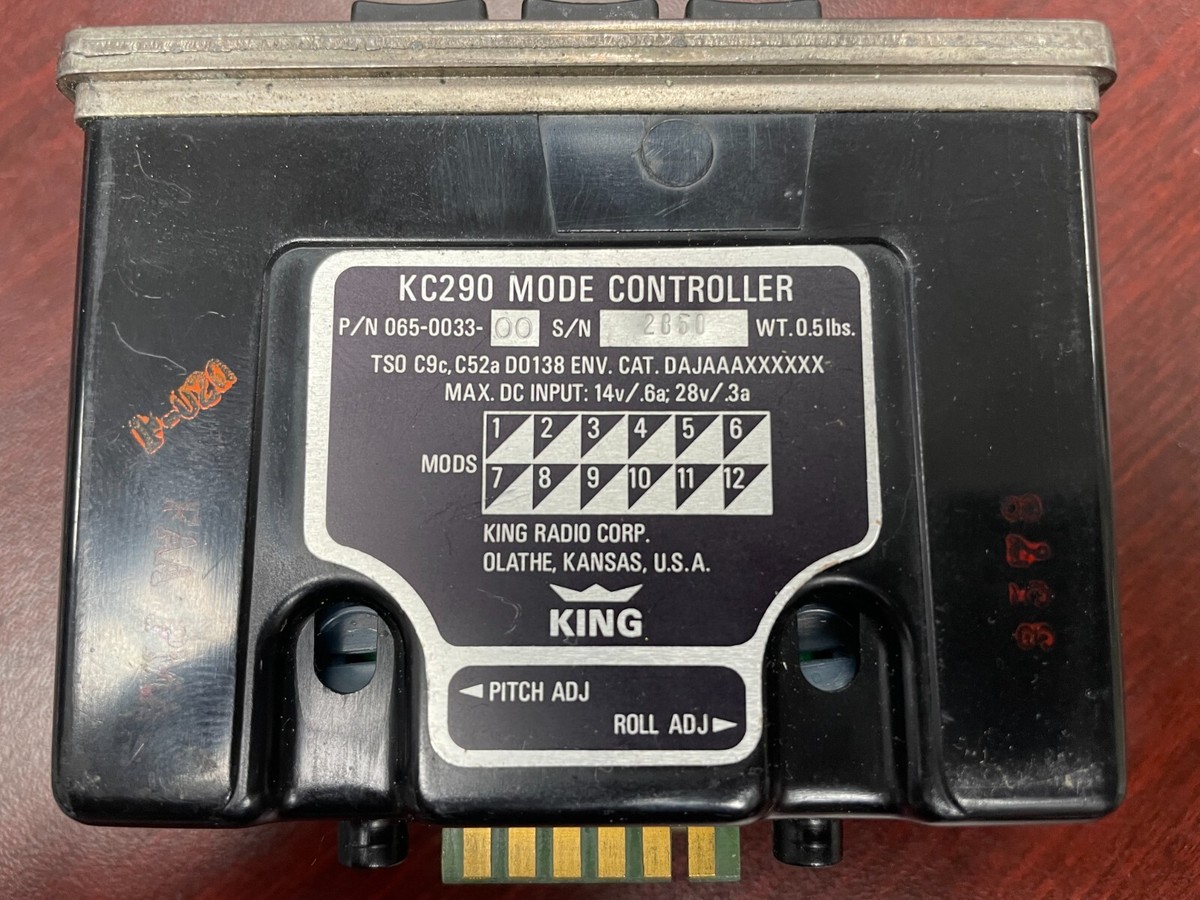 KC290 MODE CONTROLLER
P/N 065-0033- 00 S/N 2860 WT. 0.5 lbs.
TSO C9c, C52a DO138 ENV. CAT. DAJAAAXXXXXX
MAX. DC INPUT: 14v/.6a; 28v/.3a
1 2 3 4 5 6
MODS
7 8 9 10 11 12
KING RADIO CORP.
OLATHE, KANSAS, U.S.A.
KING
◄PITCH ADJ
ROLL ADJ►